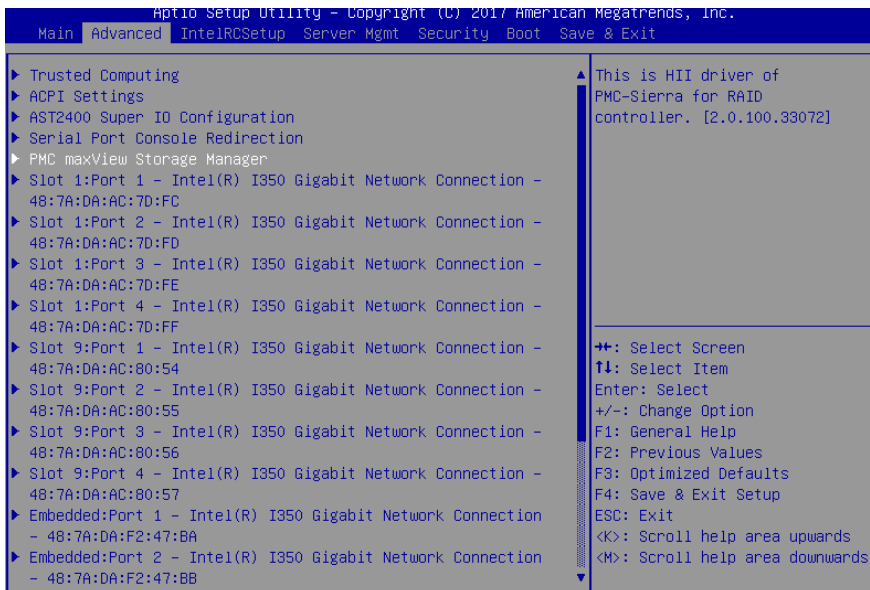 Aptio Setup Utility – Copyright (C) 2017 American Megatrends, Inc.
Main Advanced IntelRCSetup Server Mgmt Security Boot Save & Exit
Trusted Computing
ACPI Settings
AST2400 Super IO Configuration
Serial Port Console Redirection
PMC maxView Storage Manager
Slot 1:Port 1 – Intel(R) I350 Gigabit Network Connection –
48:7A:DA:AC:7D:FC
Slot 1:Port 2 – Intel(R) I350 Gigabit Network Connection –
48:7A:DA:AC:7D:FD
Slot 1:Port 3 – Intel(R) I350 Gigabit Network Connection –
48:7A:DA:AC:7D:FE
Slot 1:Port 4 – Intel(R) I350 Gigabit Network Connection –
48:7A:DA:AC:7D:FF
Slot 9:Port 1 – Intel(R) I350 Gigabit Network Connection –
48:7A:DA:AC:80:54
Slot 9:Port 2 – Intel(R) I350 Gigabit Network Connection –
48:7A:DA:AC:80:55
Slot 9:Port 3 – Intel(R) I350 Gigabit Network Connection –
48:7A:DA:AC:80:56
Slot 9:Port 4 – Intel(R) I350 Gigabit Network Connection –
48:7A:DA:AC:80:57
Embedded:Port 1 – Intel(R) I350 Gigabit Network Connection
– 48:7A:DA:F2:47:BA
Embedded:Port 2 – Intel(R) I350 Gigabit Network Connection
– 48:7A:DA:F2:47:BB
This is HII driver of
PMC-Sierra for RAID
controller. [2.0.100.33072]
→←: Select Screen
↑↓: Select Item
Enter: Select
+/-: Change Option
F1: General Help
F2: Previous Values
F3: Optimized Defaults
F4: Save & Exit Setup
ESC: Exit
<K>: Scroll help area upwards
<M>: Scroll help area downwards